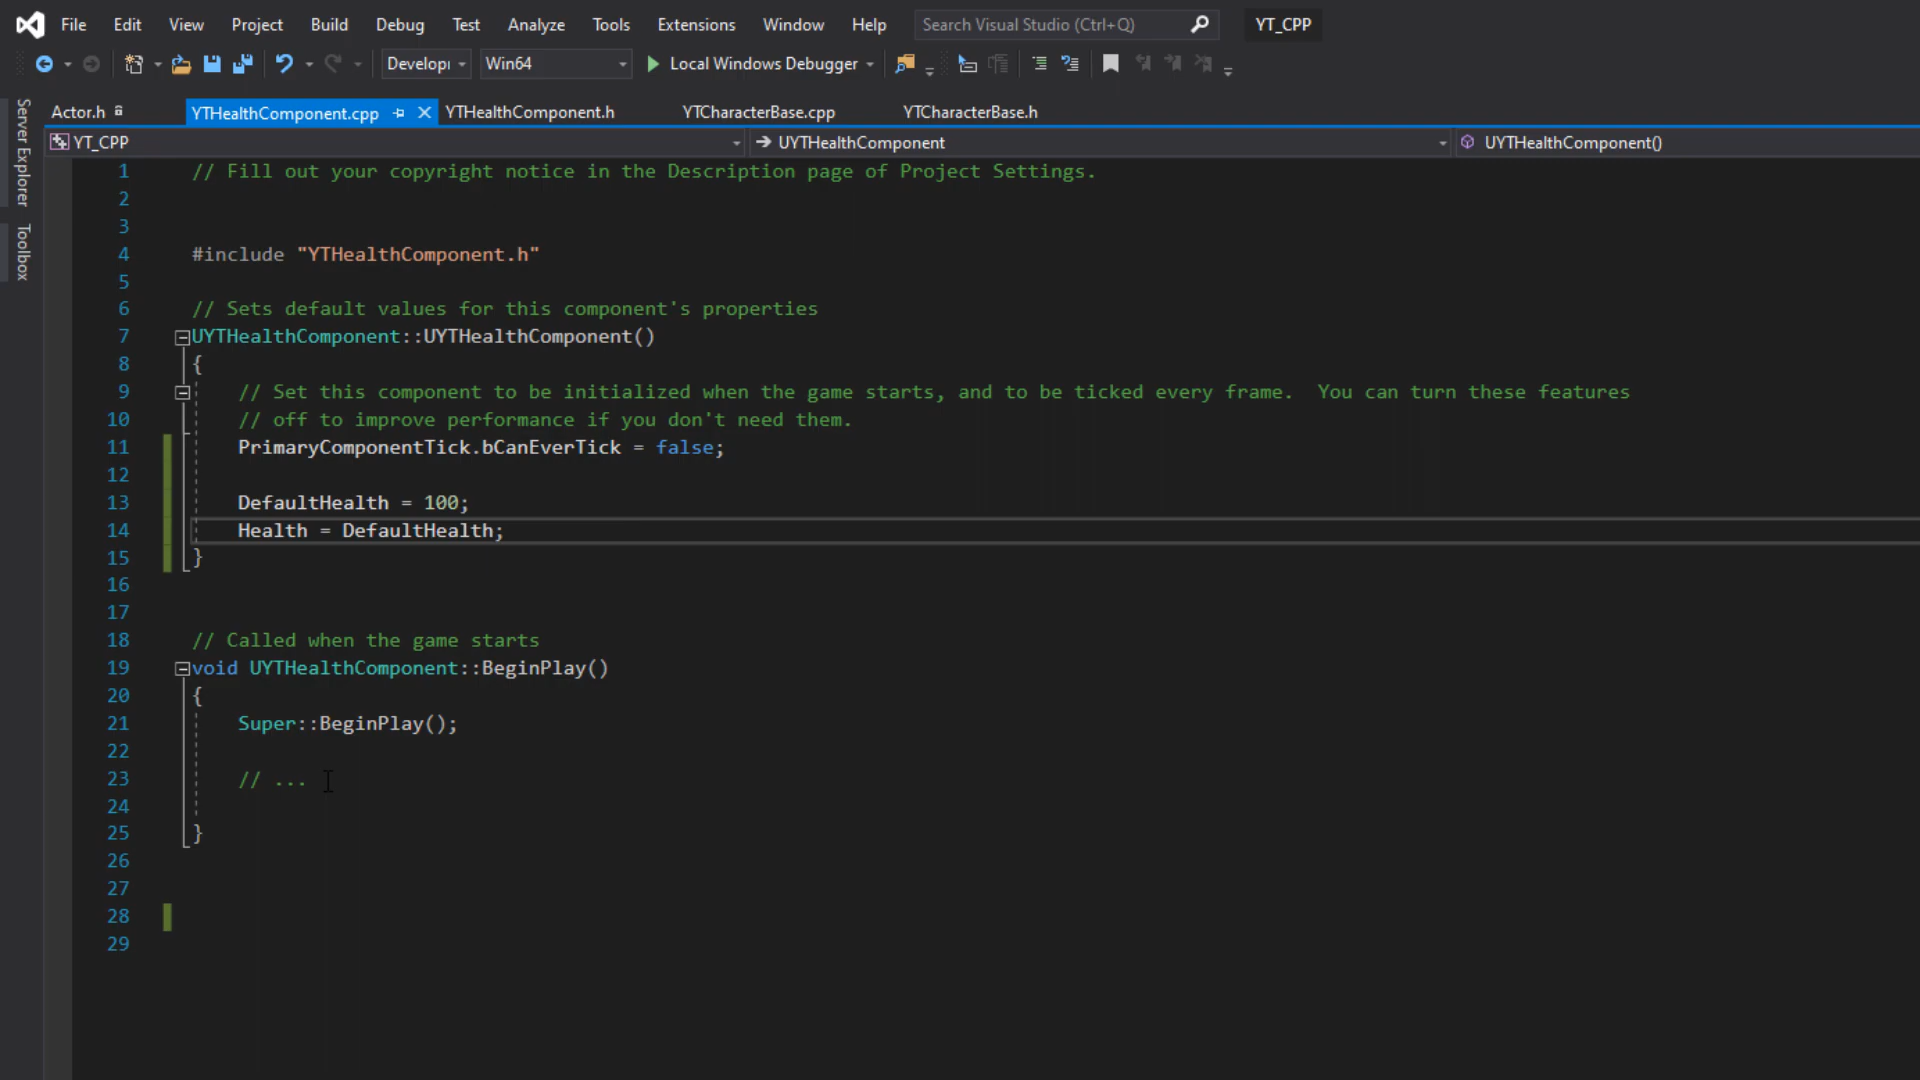 File Edit View Project Build Debug Test Analyze Tools Extensions Window Help Search Visual Studio (Ctrl+Q) YT_CPP
Develop Win64 Local Windows Debugger
Actor.h YTHealthComponent.cpp YTHealthComponent.h YTCharacterBase.cpp YTCharacterBase.h
YT_CPP UYTHealthComponent UYTHealthComponent()
Server Explorer
Toolbox
1 // Fill out your copyright notice in the Description page of Project Settings.
2
3
4 #include "YTHealthComponent.h"
5
6 // Sets default values for this component's properties
7 UYTHealthComponent::UYTHealthComponent()
8 {
9 // Set this component to be initialized when the game starts, and to be ticked every frame.  You can turn these features
10 // off to improve performance if you don't need them.
11 PrimaryComponentTick.bCanEverTick = false;
12
13 DefaultHealth = 100;
14 Health = DefaultHealth;
15 }
16
17
18 // Called when the game starts
19 void UYTHealthComponent::BeginPlay()
20 {
21 Super::BeginPlay();
22
23 // ...
24
25 }
26
27
28
29